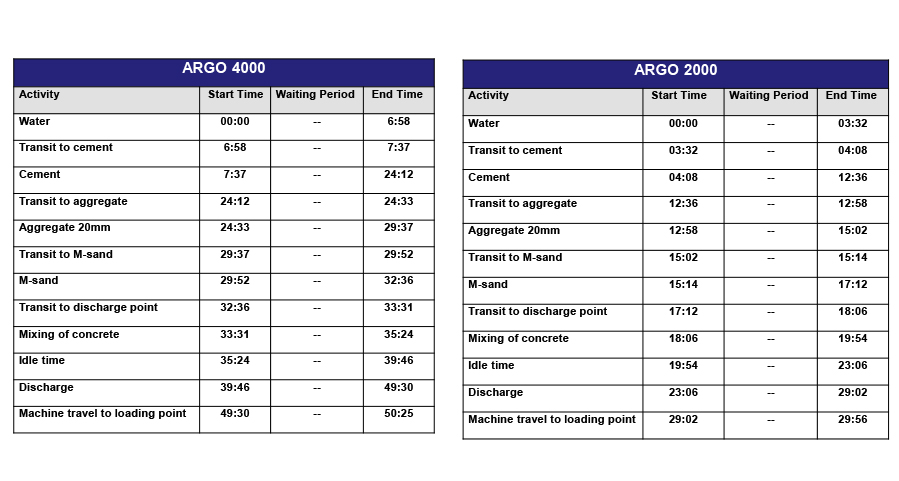 ARGO 4000
Activity Start Time Waiting Period End Time
Water 00:00 -- 6:58
Transit to cement 6:58 -- 7:37
Cement 7:37 -- 24:12
Transit to aggregate 24:12 -- 24:33
Aggregate 20mm 24:33 -- 29:37
Transit to M-sand 29:37 -- 29:52
M-sand 29:52 -- 32:36
Transit to discharge point 32:36 -- 33:31
Mixing of concrete 33:31 -- 35:24
Idle time 35:24 -- 39:46
Discharge 39:46 -- 49:30
Machine travel to loading point 49:30 -- 50:25
ARGO 2000
Activity Start Time Waiting Period End Time
Water 00:00 -- 03:32
Transit to cement 03:32 -- 04:08
Cement 04:08 -- 12:36
Transit to aggregate 12:36 -- 12:58
Aggregate 20mm 12:58 -- 15:02
Transit to M-sand 15:02 -- 15:14
M-sand 15:14 -- 17:12
Transit to discharge point 17:12 -- 18:06
Mixing of concrete 18:06 -- 19:54
Idle time 19:54 -- 23:06
Discharge 23:06 -- 29:02
Machine travel to loading point 29:02 -- 29:56